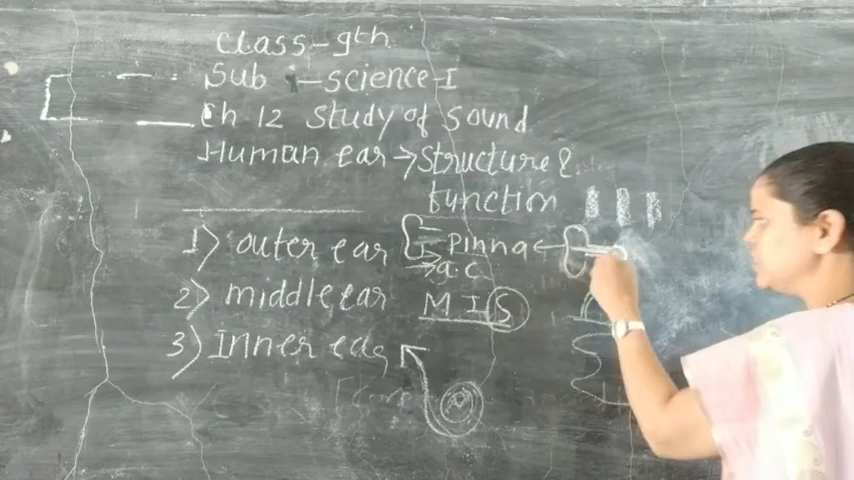 Class-9th
Sub :-science-I
Ch 12 study of sound
Human ear → structure &
function
1) outer ear → Pinna ←
→ a.c.
2) middle ear M I S
3) Inner ear